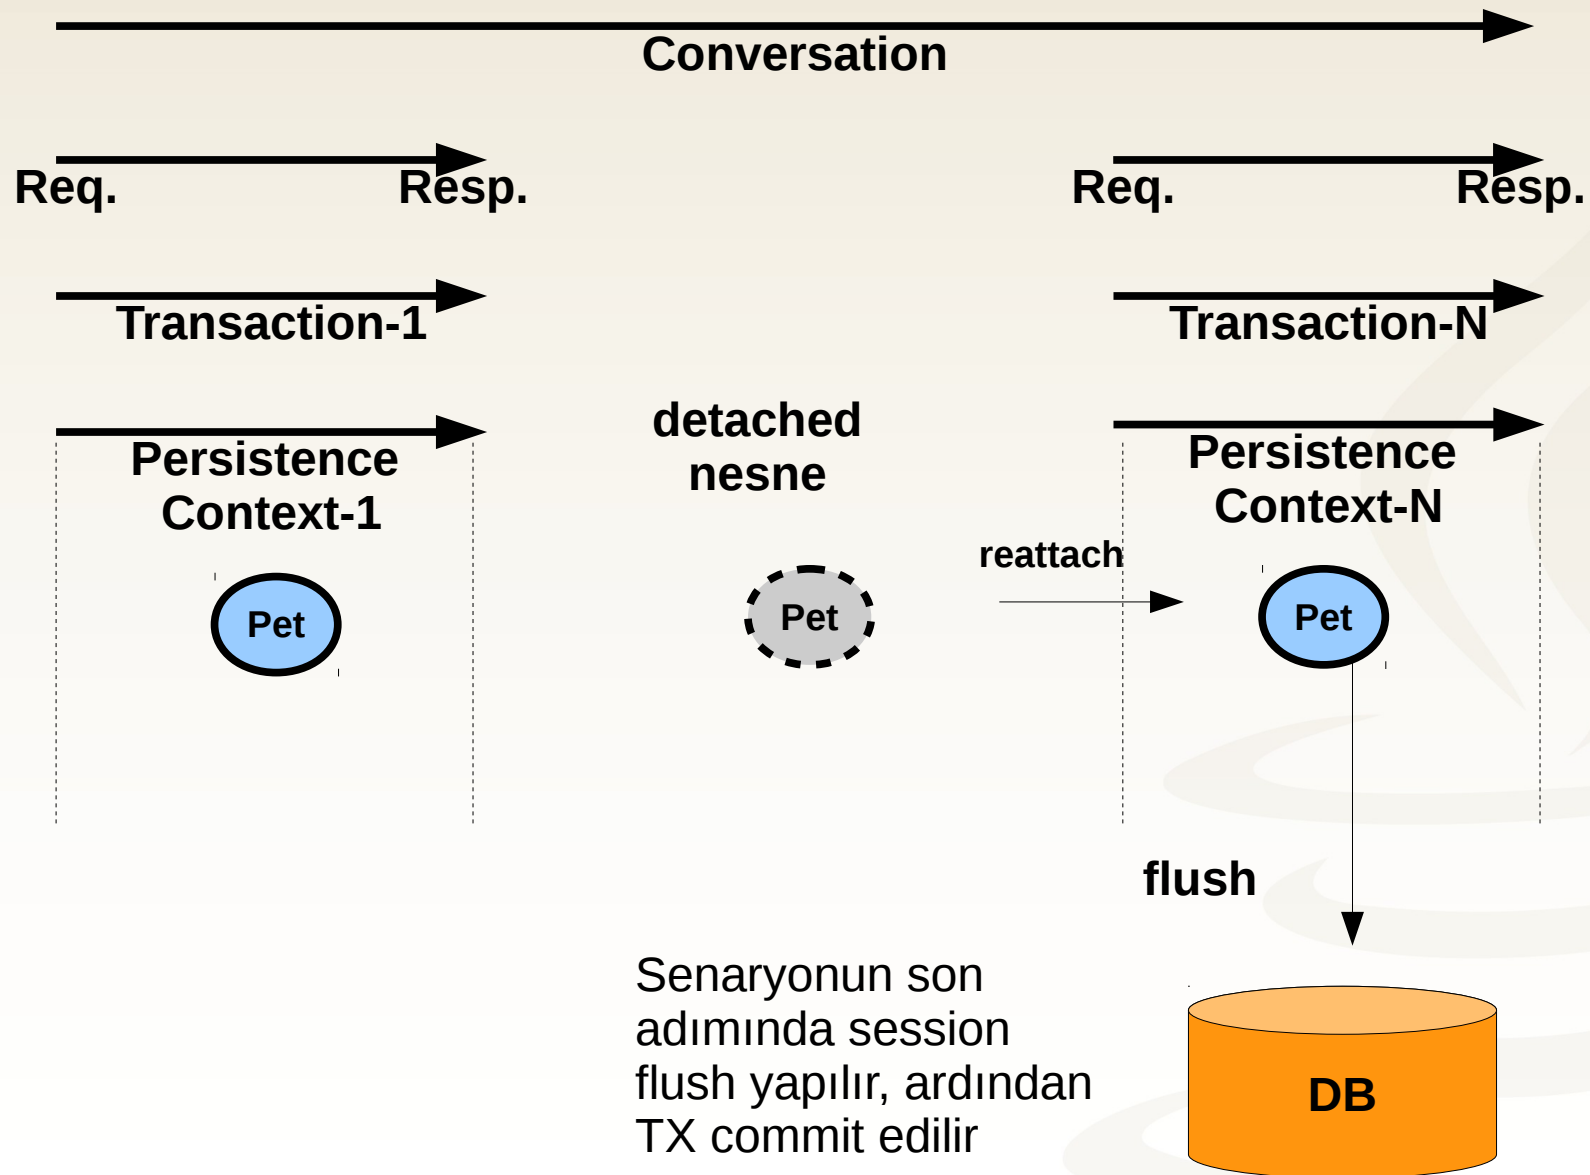 Conversation
Req.
Resp.
Req.
Resp.
Transaction-1
Transaction-N
Persistence
Context-1
detached
nesne
Persistence
Context-N
reattach
Pet
Pet
Pet
flush
Senaryonun son
adımında session
flush yapılır, ardından
TX commit edilir
DB